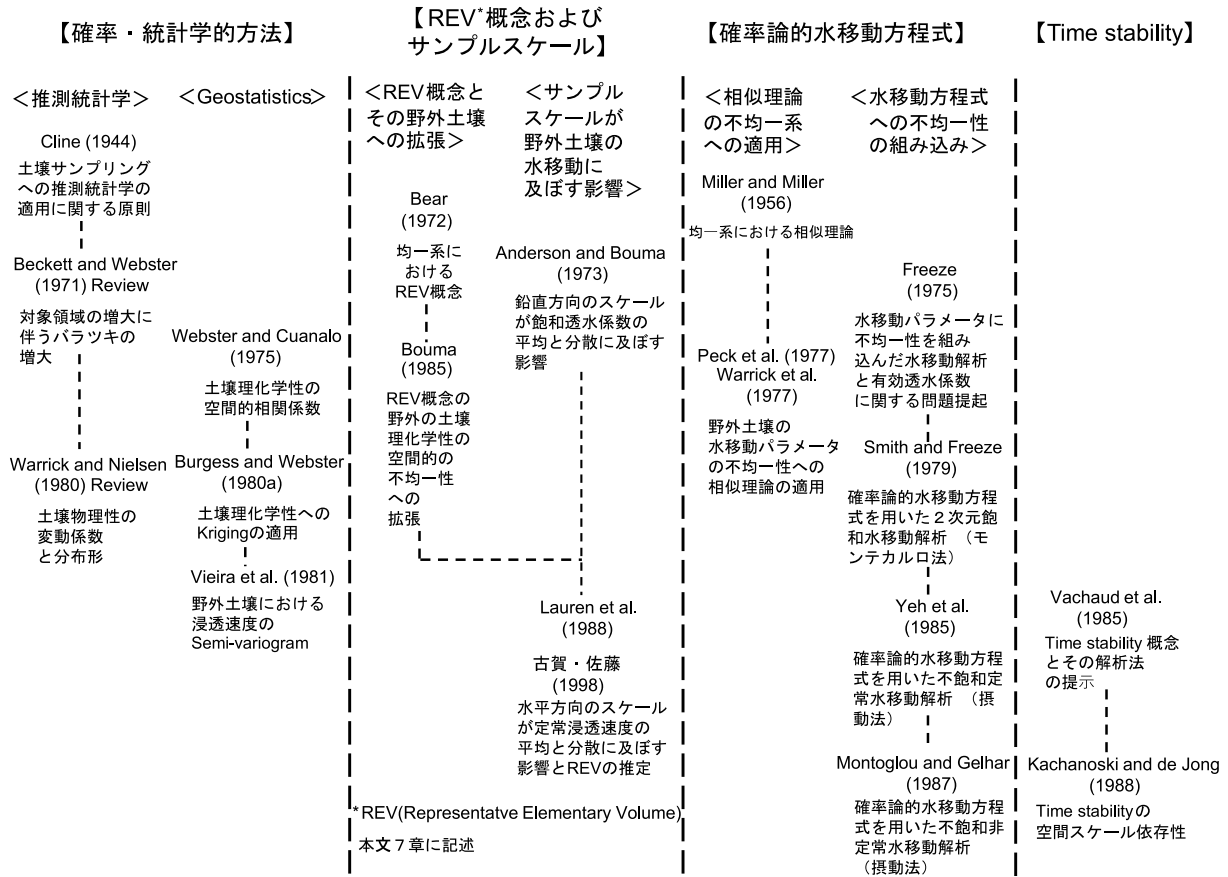 【確率・統計学的方法】
＜推測統計学＞
Cline (1944)
土壌サンプリング
への推測統計学の
適用に関する原則
Beckett and Webster
(1971) Review
対象領域の増大に
伴うバラツキの
増大
Warrick and Nielsen
(1980) Review
土壌物理性の
変動係数
と分布形
＜Geostatistics＞
Webster and Cuanalo
(1975)
土壌理化学性の
空間的相関係数
Burgess and Webster
(1980a)
土壌理化学性への
Krigingの適用
Vieira et al. (1981)
野外土壌における
浸透速度の
Semi-variogram
【REV*概念および
サンプルスケール】
＜REV概念と
その野外土壌
への拡張＞
Bear
(1972)
均一系に
おける
REV概念
Bouma
(1985)
REV概念の
野外の土壌
理化学性の
空間的の
不均一性
への
拡張
＜サンプル
スケールが
野外土壌の
水移動に
及ぼす影響＞
Anderson and Bouma
(1973)
鉛直方向のスケール
が飽和透水係数の
平均と分散に及ぼす
影響
Lauren et al.
(1988)
古賀・佐藤
(1998)
水平方向のスケール
が定常浸透速度の
平均と分散に及ぼす
影響とREVの推定
*REV(Representatve Elementary Volume)
本文７章に記述
【確率論的水移動方程式】
＜相似理論
の不均一系
への適用＞
Miller and Miller
(1956)
均一系における相似理論
Peck et al. (1977)
Warrick et al.
(1977)
野外土壌の
水移動パラメータ
の不均一性への
相似理論の適用
＜水移動方程式
への不均一性
の組み込み＞
Freeze
(1975)
水移動パラメータに
不均一性を組み
込んだ水移動解析
と有効透水係数
に関する問題提起
Smith and Freeze
(1979)
確率論的水移動方程
式を用いた２次元飽
和水移動解析　（モ
ンテカルロ法）
Yeh et al.
(1985)
確率論的水移動方程
式を用いた不飽和定
常水移動解析　（摂
動法）
Montoglou and Gelhar
(1987)
確率論的水移動方程
式を用いた不飽和非
定常水移動解析
（摂動法）
【Time stability】
Vachaud et al.
(1985)
Time stability 概念
とその解析法
の提示
Kachanoski and de Jong
(1988)
Time stabilityの
空間スケール依存性